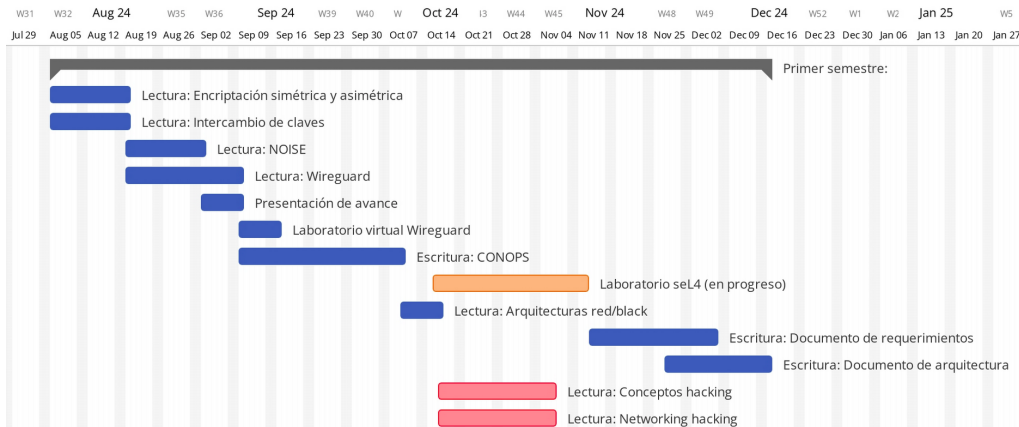 W31 W32 Aug 24 W35 W36 Sep 24 W39 W40 W Oct 24 I3 W44 W45 Nov 24 W48 W49 Dec 24 W52 W1 W2 Jan 25 W5
Jul 29 Aug 05 Aug 12 Aug 19 Aug 26 Sep 02 Sep 09 Sep 16 Sep 23 Sep 30 Oct 07 Oct 14 Oct 21 Oct 28 Nov 04 Nov 11 Nov 18 Nov 25 Dec 02 Dec 09 Dec 16 Dec 23 Dec 30 Jan 06 Jan 13 Jan 20 Jan 27
Primer semestre:
Lectura: Encriptación simétrica y asimétrica
Lectura: Intercambio de claves
Lectura: NOISE
Lectura: Wireguard
Presentación de avance
Laboratorio virtual Wireguard
Escritura: CONOPS
Laboratorio seL4 (en progreso)
Lectura: Arquitecturas red/black
Escritura: Documento de requerimientos
Escritura: Documento de arquitectura
Lectura: Conceptos hacking
Lectura: Networking hacking